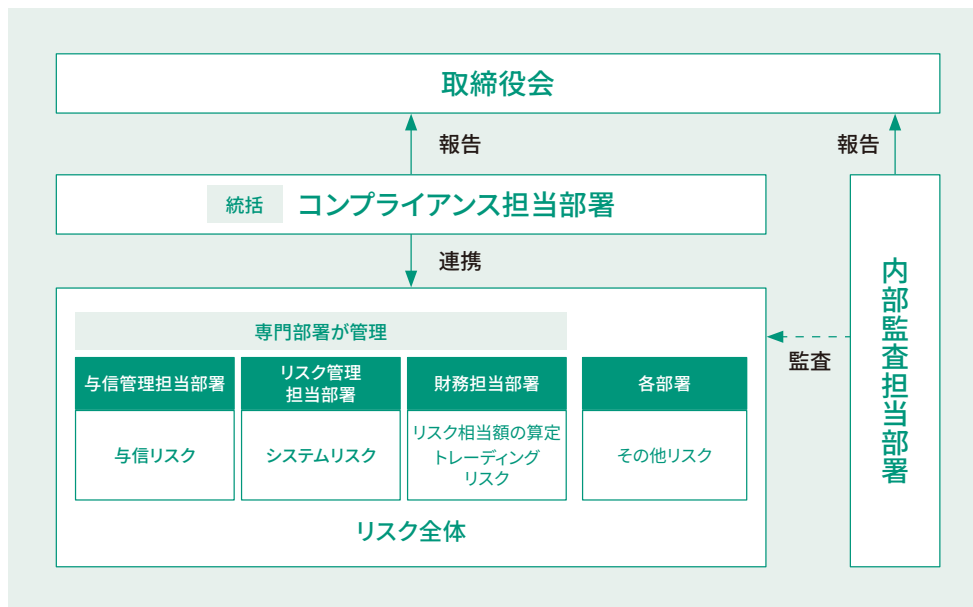 取締役会
報告
報告
統括
コンプライアンス担当部署
連携
内部監査担当部署
専門部署が管理
監査
与信管理担当部署
リスク管理
担当部署
財務担当部署
各部署
与信リスク
システムリスク
リスク相当額の算定
トレーディング
リスク
その他リスク
リスク全体